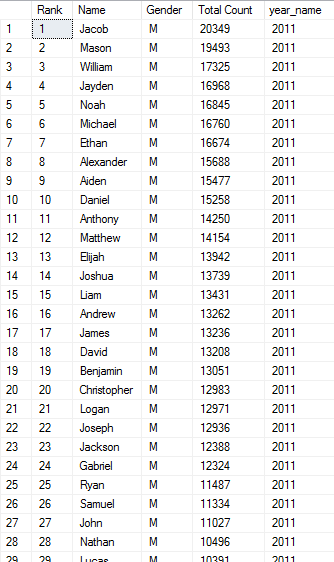 Rank Name Gender Total Count year_name
1 1 Jacob M 20349 2011
2 2 Mason M 19493 2011
3 3 William M 17325 2011
4 4 Jayden M 16968 2011
5 5 Noah M 16845 2011
6 6 Michael M 16760 2011
7 7 Ethan M 16674 2011
8 8 Alexander M 15688 2011
9 9 Aiden M 15477 2011
10 10 Daniel M 15258 2011
11 11 Anthony M 14250 2011
12 12 Matthew M 14154 2011
13 13 Elijah M 13942 2011
14 14 Joshua M 13739 2011
15 15 Liam M 13431 2011
16 16 Andrew M 13262 2011
17 17 James M 13236 2011
18 18 David M 13208 2011
19 19 Benjamin M 13051 2011
20 20 Christopher M 12983 2011
21 21 Logan M 12971 2011
22 22 Joseph M 12936 2011
23 23 Jackson M 12388 2011
24 24 Gabriel M 12324 2011
25 25 Ryan M 11487 2011
26 26 Samuel M 11334 2011
27 27 John M 11027 2011
28 28 Nathan M 10496 2011
29 29 Lucas M 10391 2011